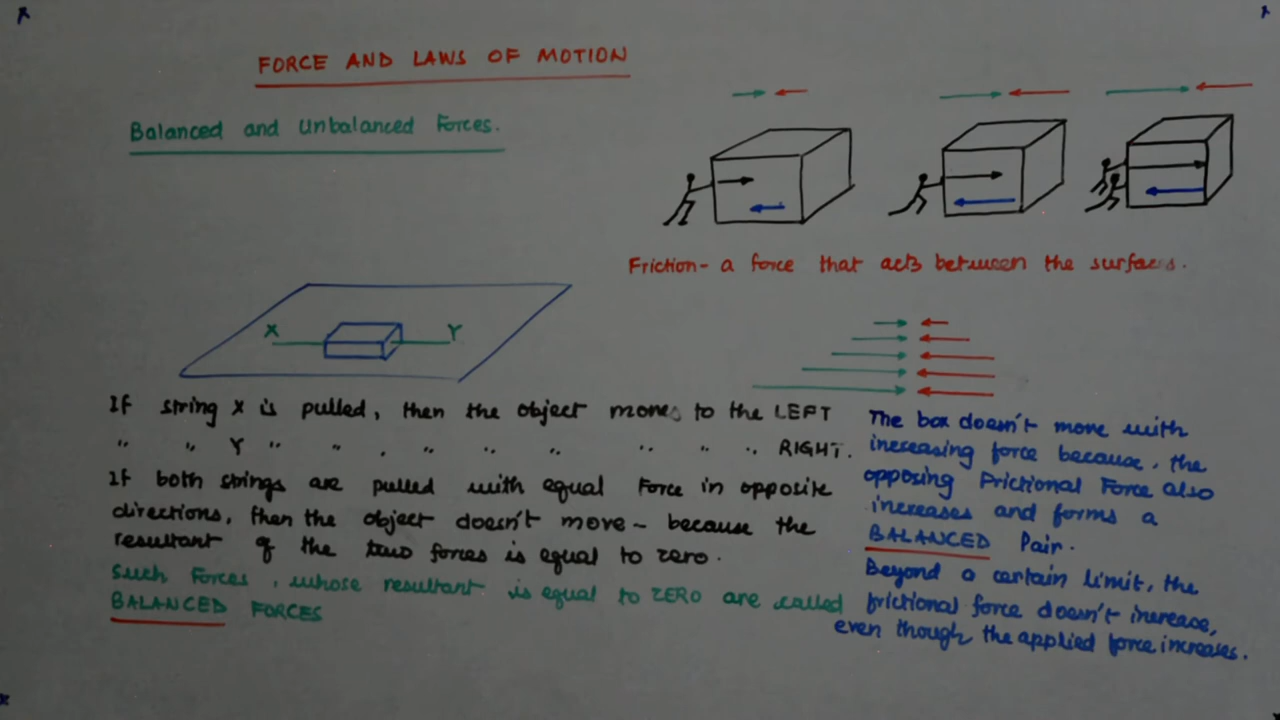 FORCE AND LAWS OF MOTION
Balanced and Unbalanced Forces.
Friction - a force that acts between the surfaces.
X Y
If string X is pulled, then the object moves to the LEFT
" " Y " " , " " " " " " RIGHT.
If both strings are pulled with equal Force in opposite
directions, then the object doesn't move - because the
resultant of the two forces is equal to zero.
Such Forces, whose resultant is equal to ZERO are called
BALANCED FORCES
The box doesn't move with
increasing force because, the
opposing Frictional Force also
increases and forms a
BALANCED Pair.
Beyond a certain limit, the
frictional force doesn't increase,
even though the applied force increases.